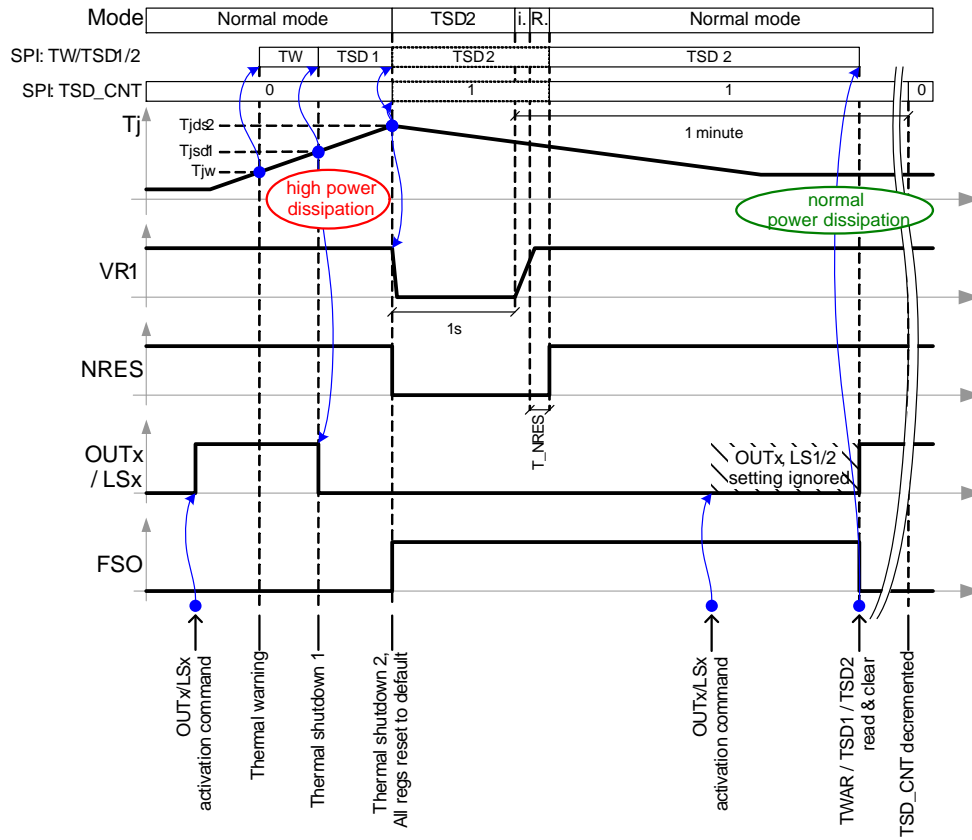 Mode
Normal mode
TSD2
i.
R.
Normal mode
SPI: TW/TSD1/2
TW
TSD 1
TSD 2
TSD 2
SPI: TSD_CNT
0
1
1
0
Tj
Tjds2
Tjsd1
Tjw
1 minute
high power
dissipation
normal
power dissipation
VR1
1s
NRES
T_NRES
OUTx
/ LSx
OUTx, LS1/2
setting ignored
FSO
OUTx/LSx
activation command
Thermal warning
Thermal shutdown 1
Thermal shutdown 2,
All regs reset to default
OUTx/LSx
activation command
TWAR / TSD1 / TSD2
read & clear
TSD_CNT decremented